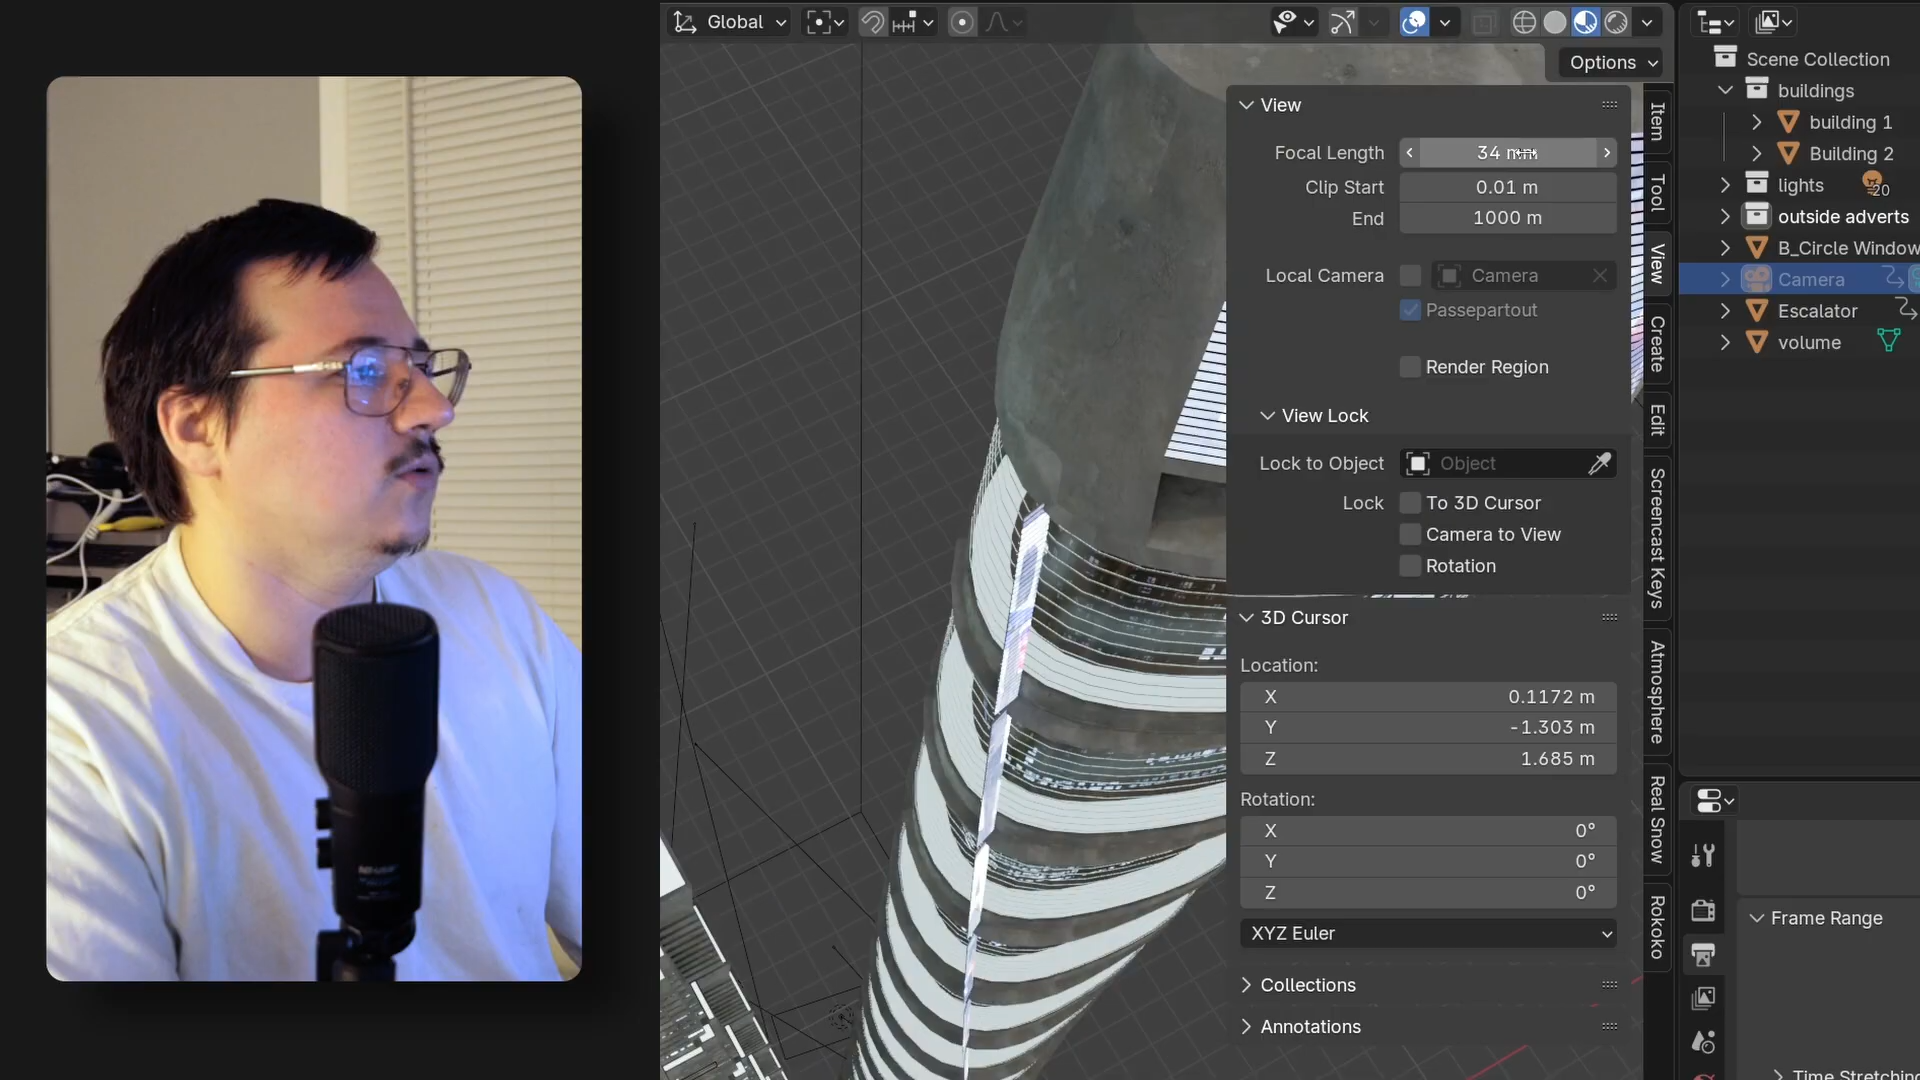 Global
Options
View
Focal Length
34 mm
Clip Start
0.01 m
End
1000 m
Local Camera
Camera
Passepartout
Render Region
View Lock
Lock to Object
Object
Lock
To 3D Cursor
Camera to View
Rotation
3D Cursor
Location:
X
0.1172 m
Y
-1.303 m
Z
1.685 m
Rotation:
X
0°
Y
0°
Z
0°
XYZ Euler
Collections
Annotations
Item
Tool
View
Create
Edit
Screencast Keys
Atmosphere
Real Snow
Rokoko
Scene Collection
buildings
building 1
Building 2
lights
20
outside adverts
B_Circle Window
Camera
Escalator
volume
Frame Range
Time Stretching